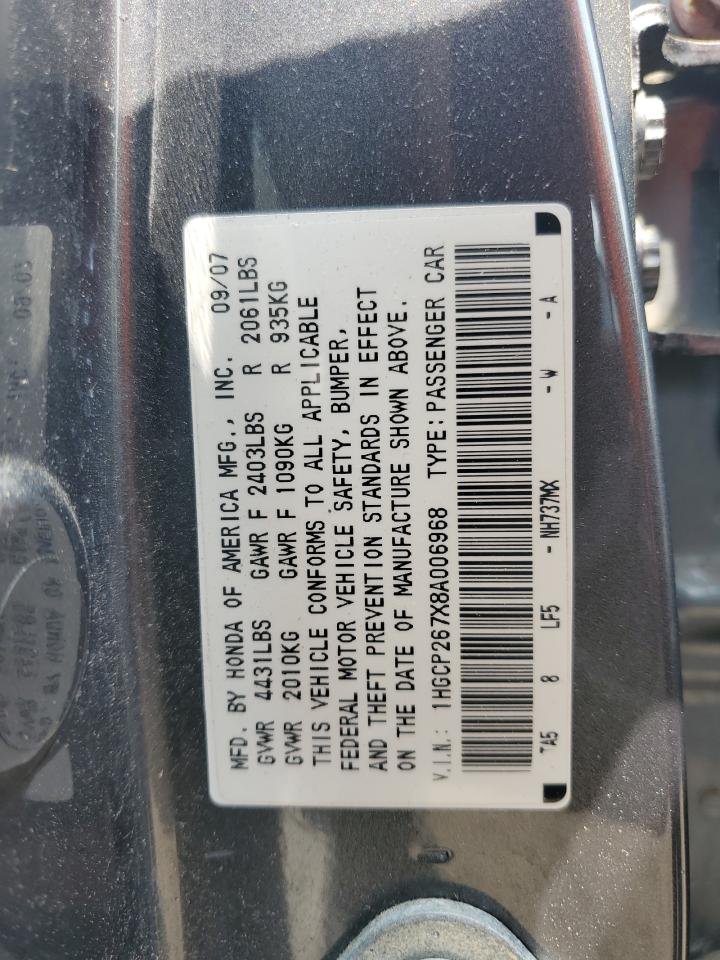 MFD. BY HONDA OF AMERICA MFG., INC. 09/07
GVWR 4431LBS GAWR F 2403LBS R 2061LBS
GVWR 2010KG GAWR F 1090KG R 935KG
THIS VEHICLE CONFORMS TO ALL APPLICABLE
FEDERAL MOTOR VEHICLE SAFETY, BUMPER,
AND THEFT PREVENTION STANDARDS IN EFFECT
ON THE DATE OF MANUFACTURE SHOWN ABOVE.
V.I.N.: 1HGCP267X8A006968 TYPE: PASSENGER CAR
TA5 8 LF5 - NH737MX - W - A